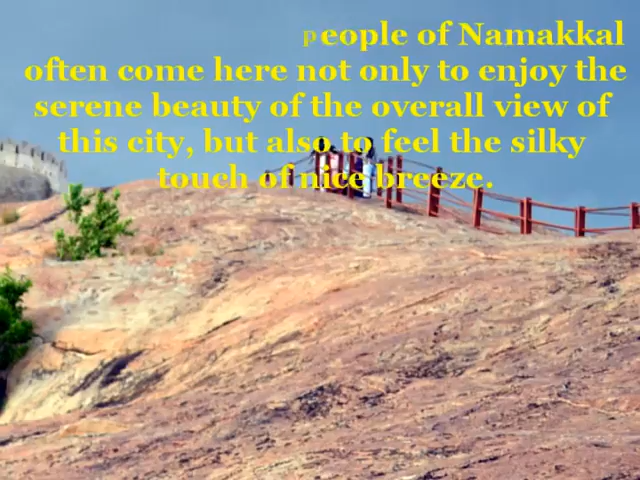 people of Namakkal
often come here not only to enjoy the
serene beauty of the overall view of
this city, but also to feel the silky
touch of nice breeze.